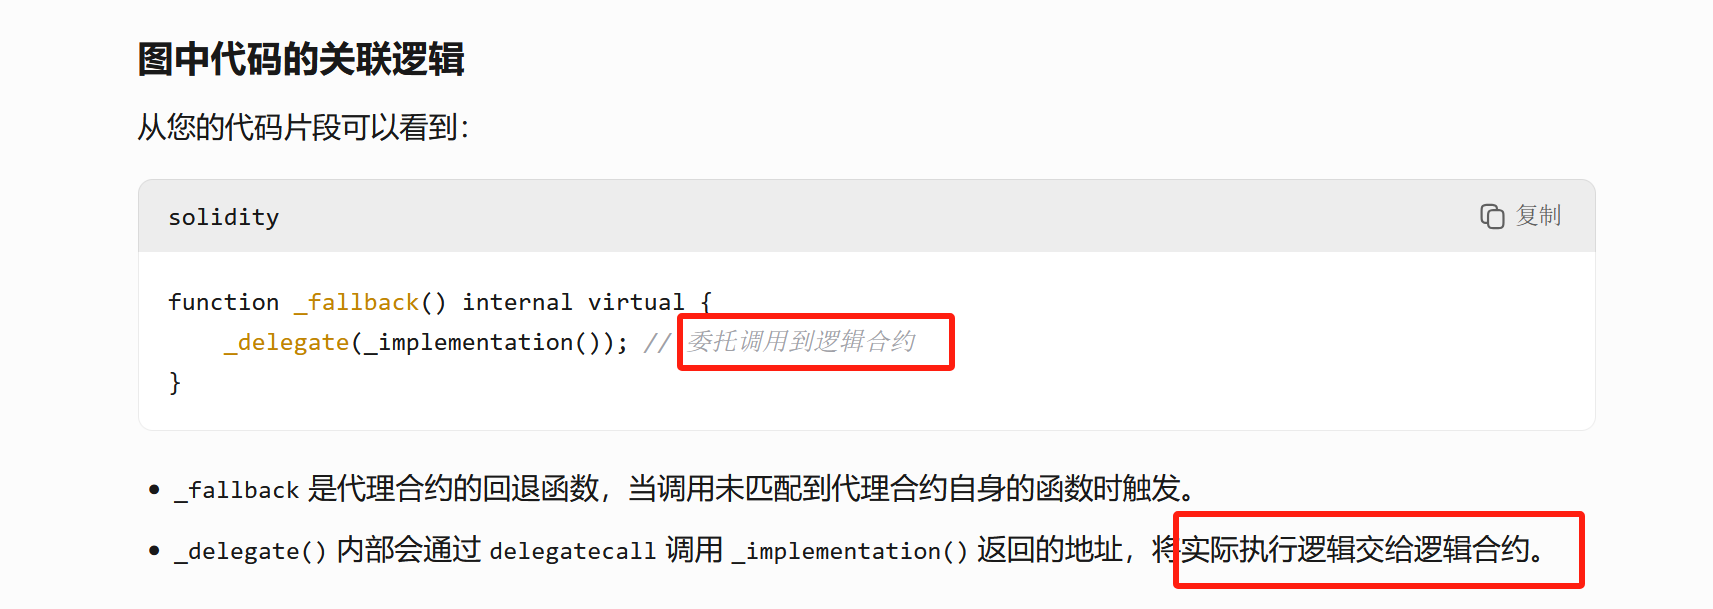 图中代码的关联逻辑
从您的代码片段可以看到：
solidity 复制
function _fallback() internal virtual {
_delegate(_implementation()); // 委托调用到逻辑合约
}
• _fallback 是代理合约的回退函数，当调用未匹配到代理合约自身的函数时触发。
• _delegate() 内部会通过 delegatecall 调用 _implementation() 返回的地址，将实际执行逻辑交给逻辑合约。